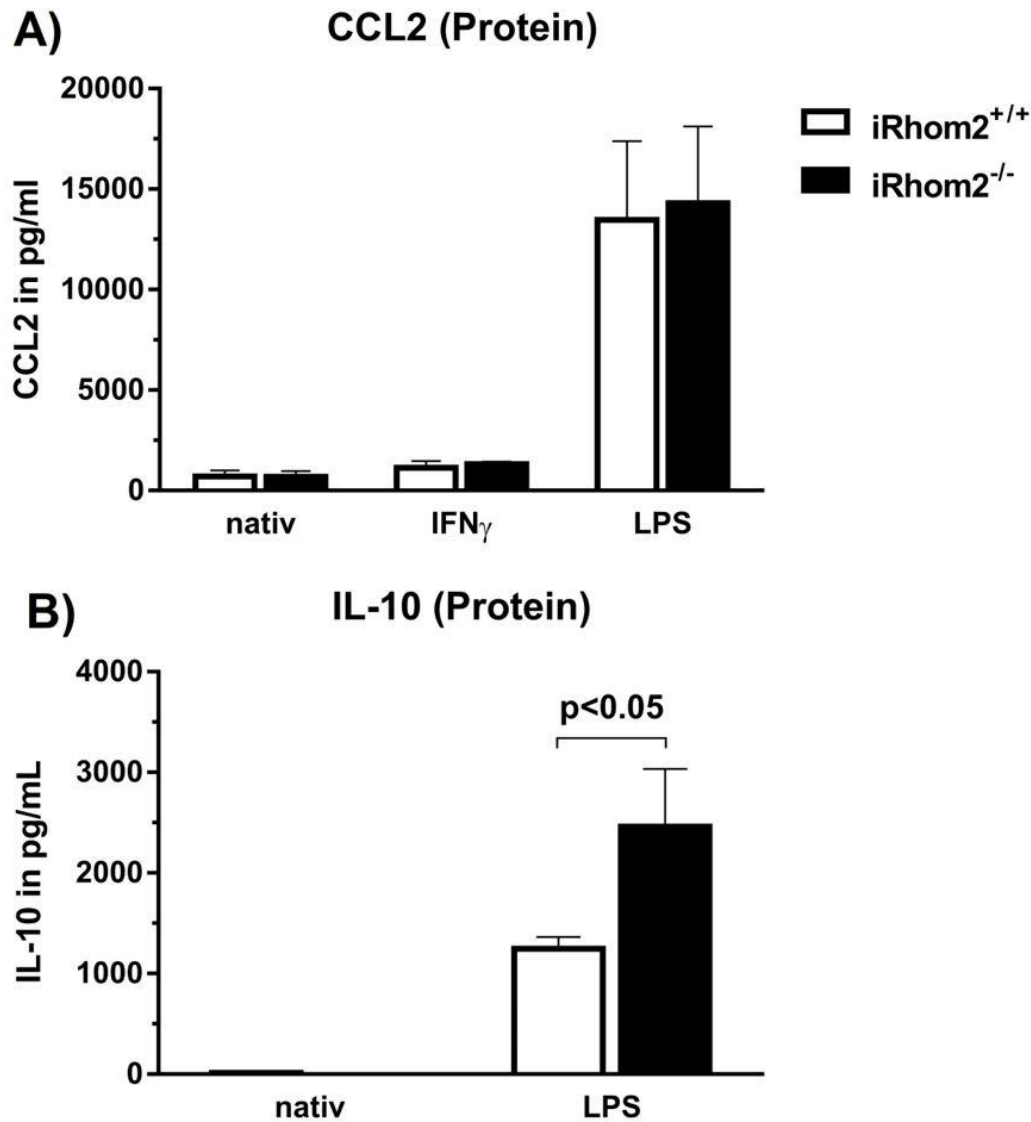 A)
CCL2 (Protein)
CCL2 in pg/ml
20000
15000
10000
5000
0
nativ
IFNγ
LPS
iRhom2+/+
iRhom2-/-
B)
IL-10 (Protein)
IL-10 in pg/mL
4000
3000
2000
1000
0
p<0.05
nativ
LPS